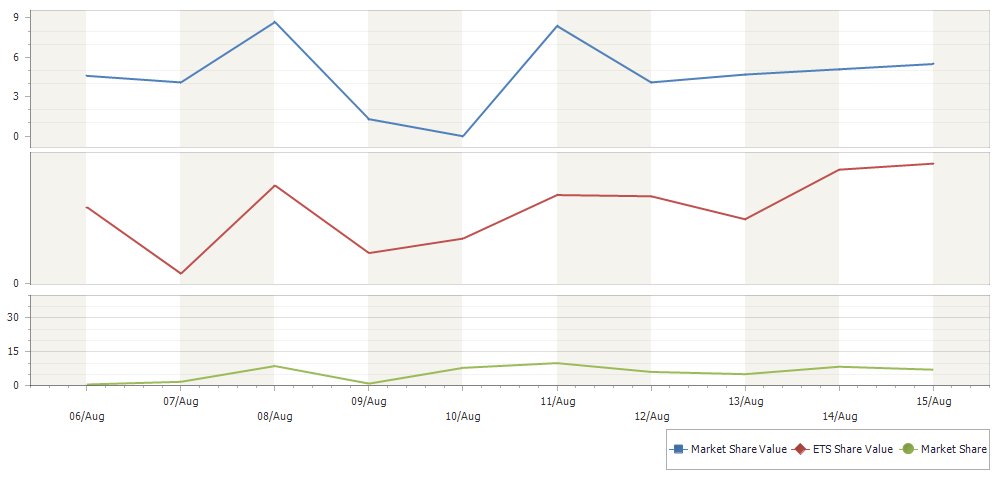 9
6
3
0
0
30
15
0
07/Aug 09/Aug 11/Aug 13/Aug 15/Aug
06/Aug 08/Aug 10/Aug 12/Aug 14/Aug
Market Share Value ETS Share Value Market Share